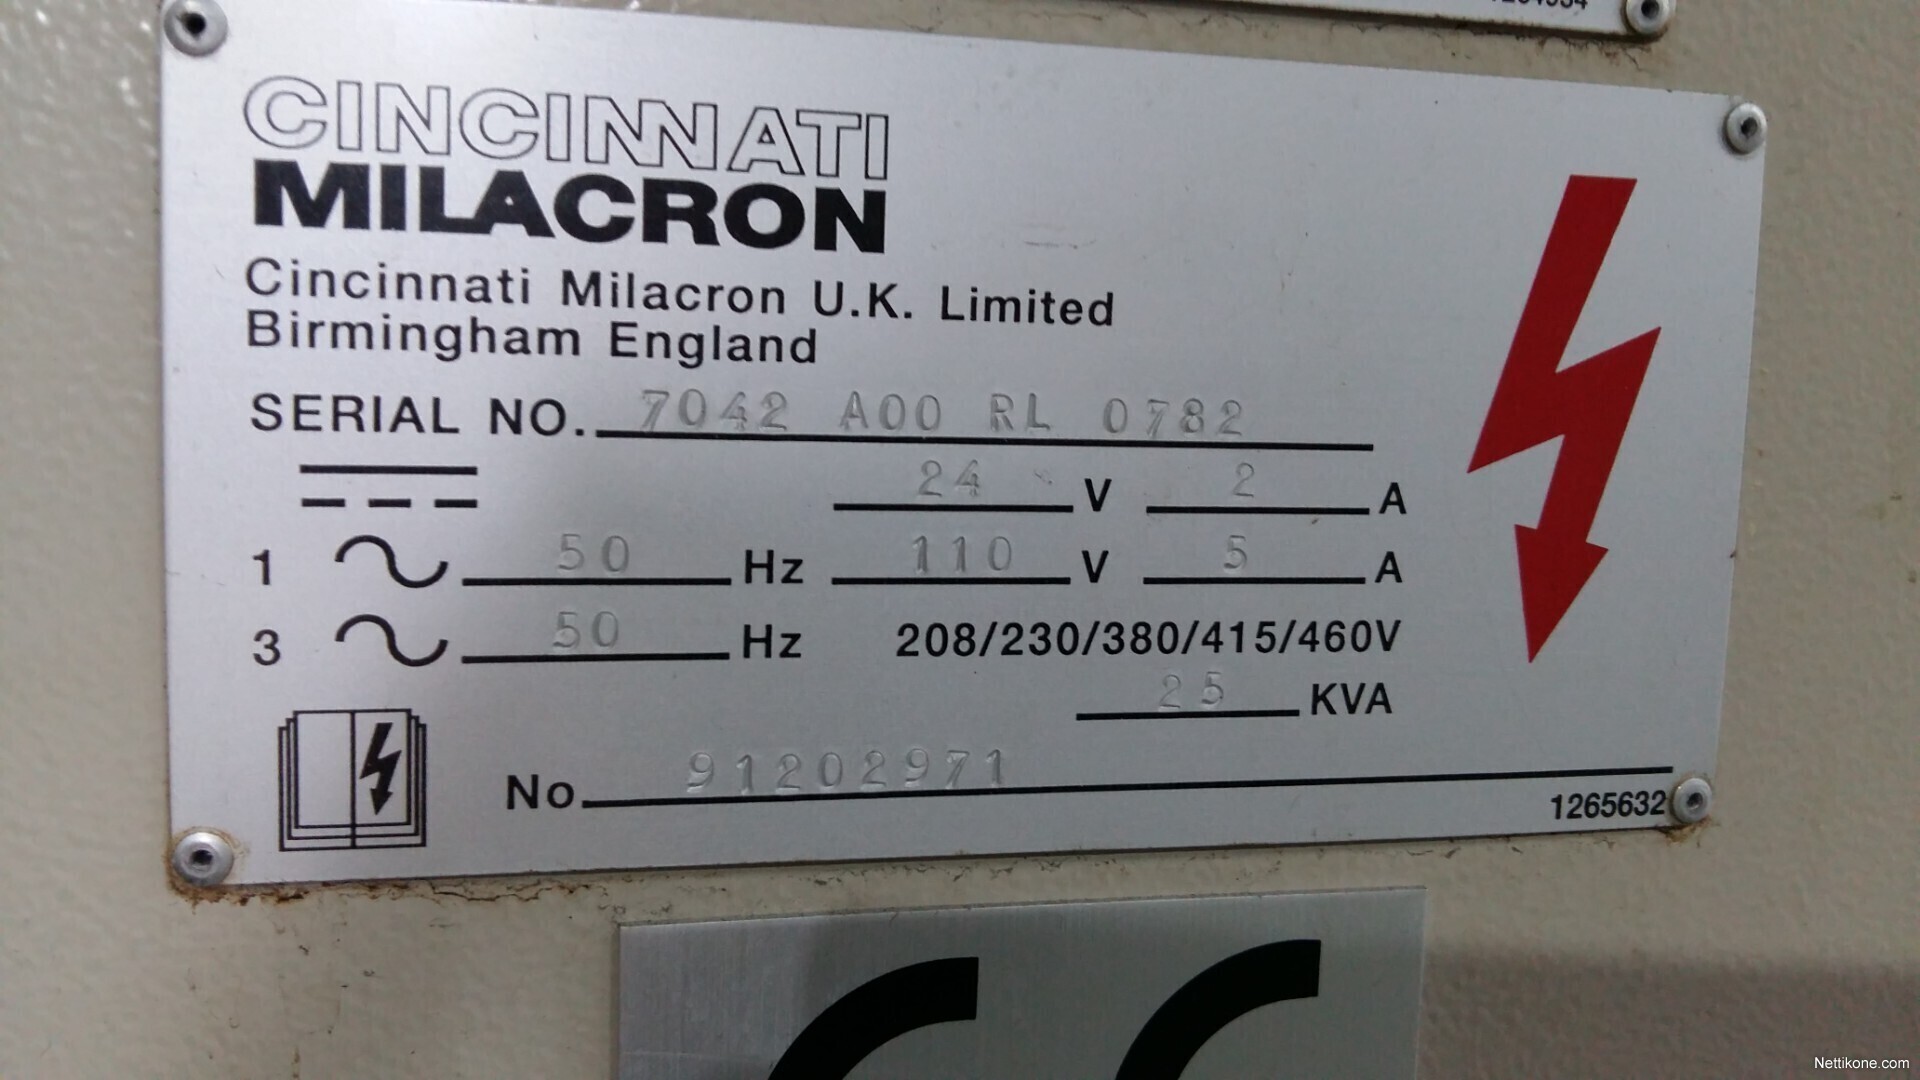 CINCINNATI
MILACRON
Cincinnati Milacron U.K. Limited
Birmingham England
SERIAL NO. 7042 A00 RL 0782
24 V 2 A
1 50 Hz 110 V 5 A
3 50 Hz 208/230/380/415/460V
25 KVA
No. 91202971
1265632
CE
Nettikone.com